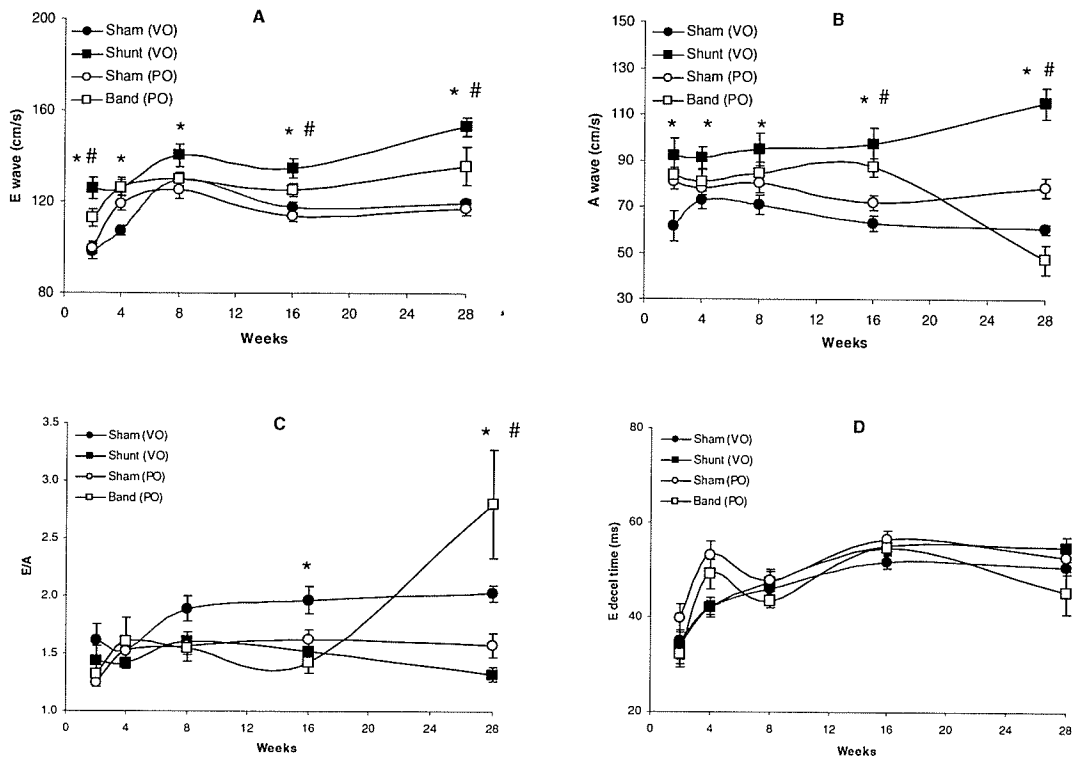 A
200
160
120
80
E wave (cm/s)
Sham (VO)
Shunt (VO)
Sham (PO)
Band (PO)
* #
*
*
* #
* #
0 4 8 12 16 20 24 28
Weeks
B
150
130
110
90
70
50
30
A wave (cm/s)
Sham (VO)
Shunt (VO)
Sham (PO)
Band (PO)
*
*
*
* #
* #
0 4 8 12 16 20 24 28
Weeks
C
3.5
3.0
2.5
2.0
1.5
1.0
E/A
Sham (VO)
Shunt (VO)
Sham (PO)
Band (PO)
*
* #
0 4 8 12 16 20 24 28
Weeks
D
80
60
40
20
E decel time (ms)
Sham (VO)
Shunt (VO)
Sham (PO)
Band (PO)
0 4 8 12 16 20 24 28
Weeks